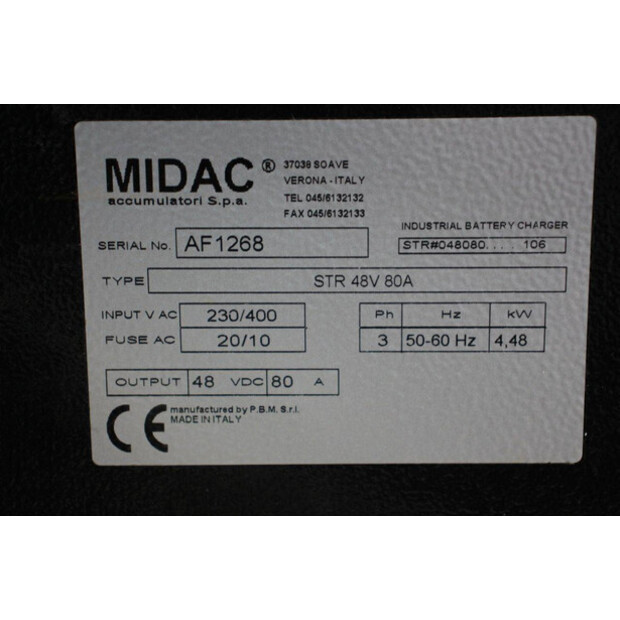 MIDAC ®
accumulatori S.p.a.
37038 SOAVE
VERONA - ITALY
TEL 045/6132132
FAX 045/6132133
INDUSTRIAL BATTERY CHARGER
SERIAL No. AF1268
STR#048080.... 106
TYPE STR 48V 80A
INPUT V AC 230/400
FUSE AC 20/10
Ph Hz kW
3 50-60 Hz 4,48
OUTPUT 48 VDC 80 A
CE
manufactured by P.B.M. S.r.l.
MADE IN ITALY